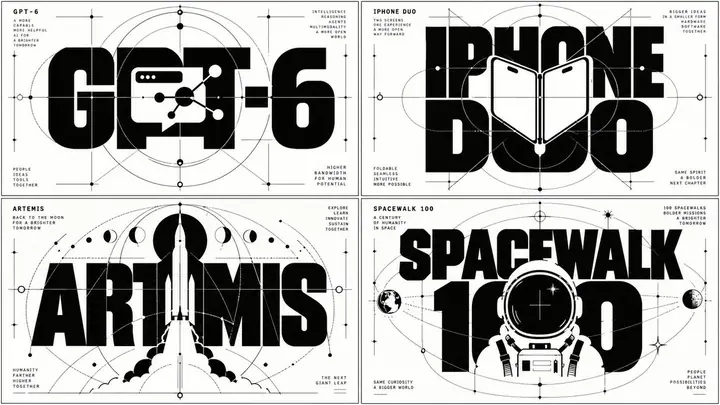 GPT-6
A MORE
CAPABLE
MORE HELPFUL
AI FOR
A BRIGHTER
TOMORROW
INTELLIGENCE
REASONING
AGENTS
MULTIMODALITY
A MORE OPEN
WORLD
GPT-6
PEOPLE
IDEAS
TOOLS
TOGETHER
HIGHER
BANDWIDTH
FOR HUMAN
POTENTIAL
IPHONE DUO
TWO SCREENS
ONE EXPERIENCE
A MORE OPEN
WAY FORWARD
BIGGER IDEAS
IN A SMALLER FORM
HARDWARE
SOFTWARE
TOGETHER
IPHONE
DUO
FOLDABLE
SEAMLESS
INTUITIVE
MORE POSSIBLE
SAME SPIRIT
A BOLDER
NEXT CHAPTER
ARTEMIS
BACK TO THE MOON
FOR A BRIGHTER
TOMORROW
EXPLORE
LEARN
INNOVATE
SUSTAIN
TOGETHER
ARTEMIS
HUMANITY
FARTHER
HIGHER
TOGETHER
THE NEXT
GIANT LEAP
SPACEWALK 100
A CENTURY
OF HUMANITY
IN SPACE
100 SPACEWALKS
BOLDER MISSIONS
A BRIGHTER
TOMORROW
SPACEWALK
100
SAME CURIOSITY
A BIGGER WORLD
PEOPLE
PLANET
POSSIBILITIES
BEYOND